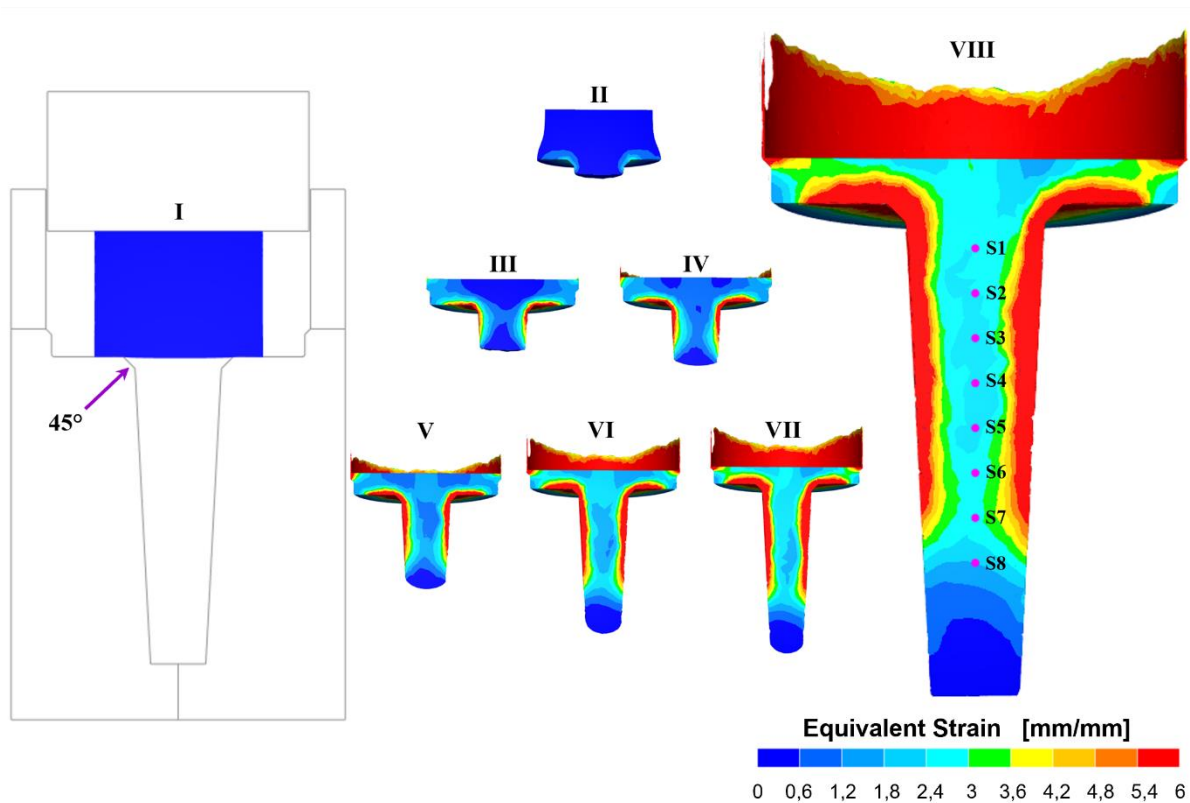 VIII
II
I
III
IV
S1
S2
S3
S4
45°
V
VI
VII
S5
S6
S7
S8
Equivalent Strain [mm/mm]
0 0,6 1,2 1,8 2,4 3 3,6 4,2 4,8 5,4 6